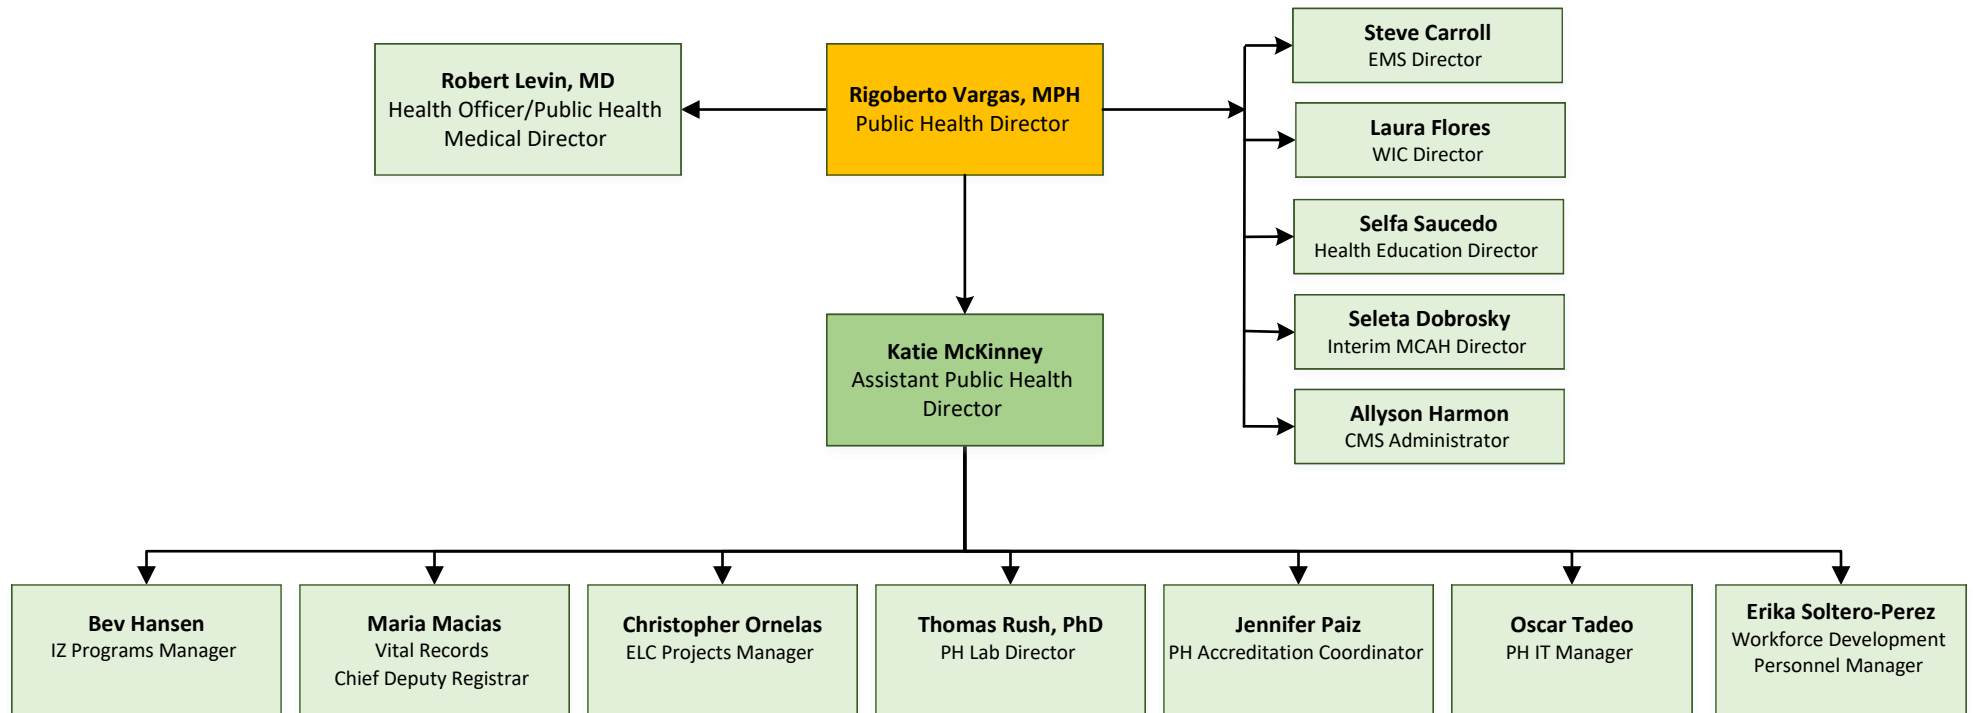 Steve Carroll
EMS Director
Robert Levin, MD
Health Officer/Public Health
Medical Director
Rigoberto Vargas, MPH
Public Health Director
Laura Flores
WIC Director
Selfa Saucedo
Health Education Director
Seleta Dobrosky
Interim MCAH Director
Katie McKinney
Assistant Public Health
Director
Allyson Harmon
CMS Administrator
Bev Hansen
IZ Programs Manager
Maria Macias
Vital Records
Chief Deputy Registrar
Christopher Ornelas
ELC Projects Manager
Thomas Rush, PhD
PH Lab Director
Jennifer Paiz
PH Accreditation Coordinator
Oscar Tadeo
PH IT Manager
Erika Soltero-Perez
Workforce Development
Personnel Manager